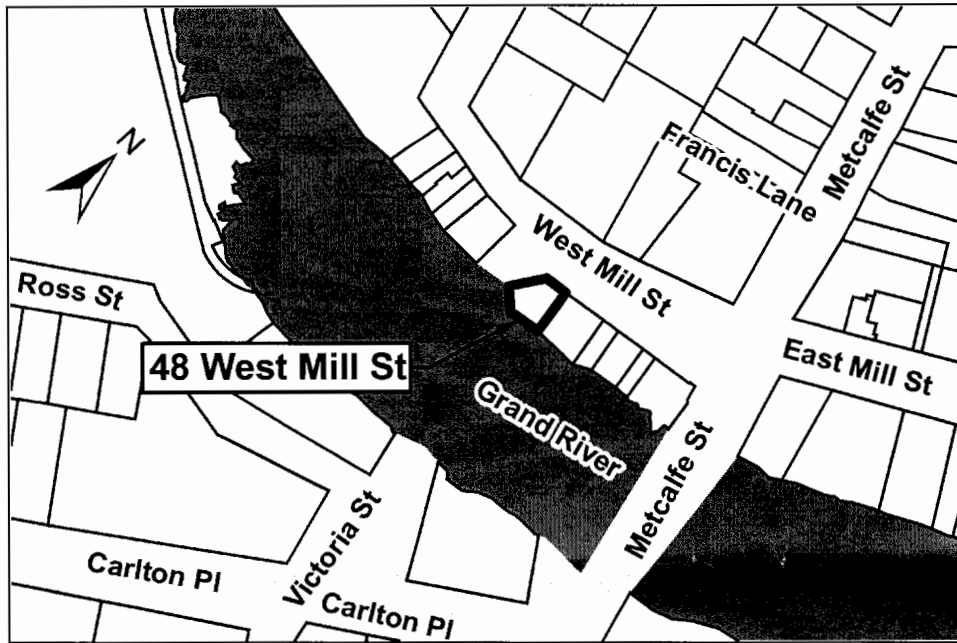 Metcalfe St
Francis Lane
N
West Mill St
Ross St
48 West Mill St
East Mill St
Grand River
Metcalfe St
Victoria St
Carlton Pl
Carlton Pl